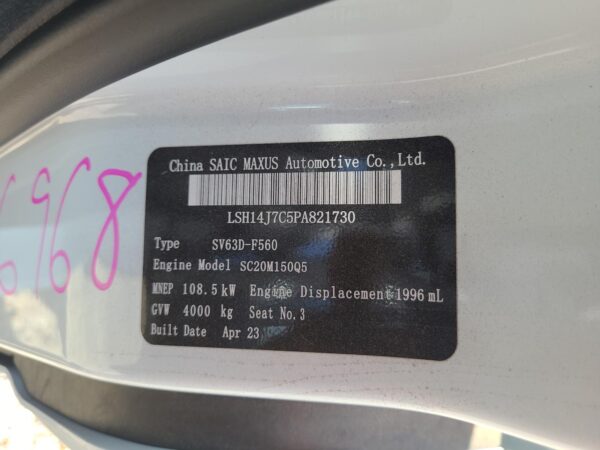 China SAIC MAXUS Automotive Co.,Ltd.
LSH14J7C5PA821730
Type SV63D-F560
Engine Model SC20M150Q5
MNEP 108.5 kW Engine Displacement 1996 mL
GVW 4000 kg Seat No.3
Built Date Apr 23
6968